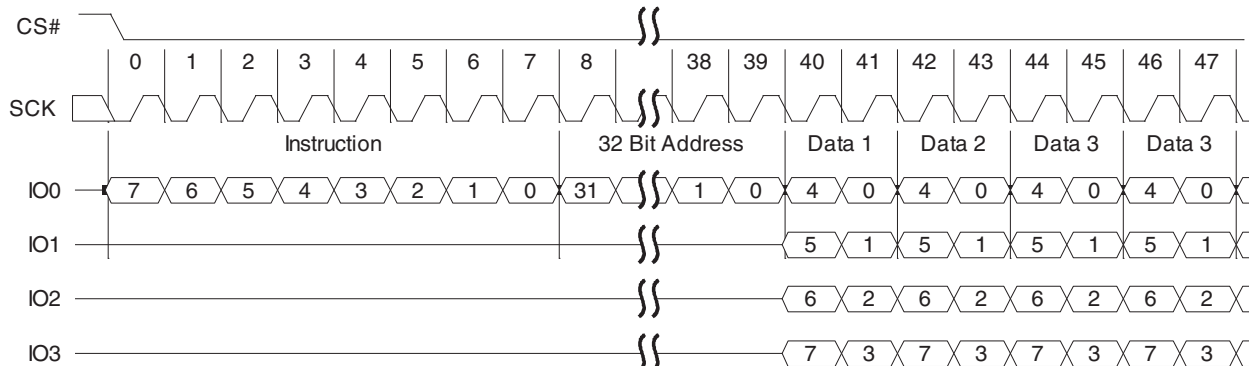 CS#
0 1 2 3 4 5 6 7 8 38 39 40 41 42 43 44 45 46 47
SCK
Instruction 32 Bit Address Data 1 Data 2 Data 3 Data 3
IO0 7 6 5 4 3 2 1 0 31 1 0 4 0 4 0 4 0 4 0
IO1 5 1 5 1 5 1 5 1
IO2 6 2 6 2 6 2 6 2
IO3 7 3 7 3 7 3 7 3